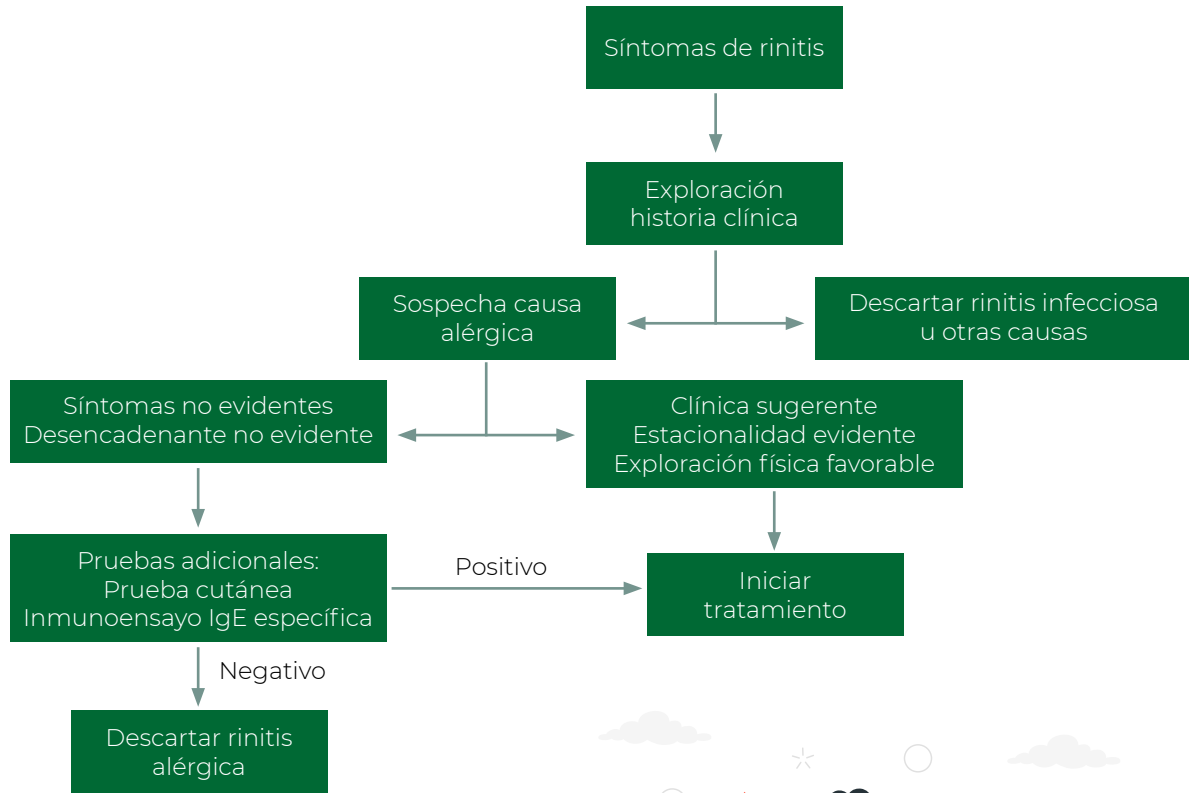 Síntomas de rinitis
Exploración
historia clínica
Sospecha causa
alérgica
Descartar rinitis infecciosa
u otras causas
Síntomas no evidentes
Desencadenante no evidente
Clínica sugerente
Estacionalidad evidente
Exploración física favorable
Pruebas adicionales:
Prueba cutánea
Inmunoensayo IgE específica
Positivo
Iniciar
tratamiento
Negativo
Descartar rinitis
alérgica